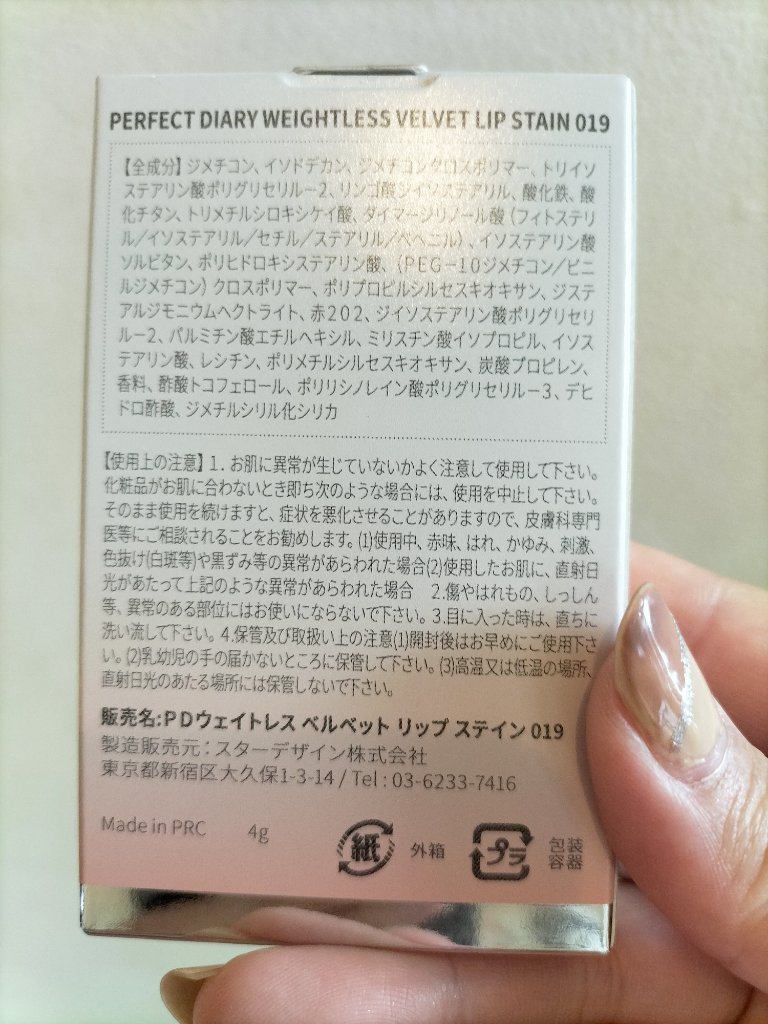 PERFECT DIARY WEIGHTLESS VELVET LIP STAIN 019
【全成分】ジメチコン、イソドデカン、ジメチコンクロスポリマー、トリイソ
ステアリン酸ポリグリセリル-2、リンゴ酸ジイソステアリル、酸化鉄、酸
化チタン、トリメチルシロキシケイ酸、ダイマージリノール酸(フィトステリ
ル/イソステアリル/セチル/ステアリル/ベヘニル)、イソステアリン酸
ソルビタン、ポリヒドロキシステアリン酸、(PEG-10ジメチコン/ビニ
ルジメチコン)クロスポリマー、ポリプロピルシルセスキオキサン、ジステ
アルジモニウムヘクトライト、赤202、ジイソステアリン酸ポリグリセリ
ル-2、パルミチン酸エチルヘキシル、ミリスチン酸イソプロピル、イソス
テアリン酸、レシチン、ポリメチルシルセスキオキサン、炭酸プロピレン、
香料、酢酸トコフェロール、ポリリシノレイン酸ポリグリセリル-3、デヒ
ドロ酢酸、ジメチルシリル化シリカ
【使用上の注意】1.お肌に異常が生じていないかよく注意して使用して下さい。
化粧品がお肌に合わないとき即ち次のような場合には、使用を中止して下さい。
そのまま使用を続けますと、症状を悪化させることがありますので、皮膚科専門
医等にご相談されることをお勧めします。(1)使用中、赤味、はれ、かゆみ、刺激、
色抜け(白斑等)や黒ずみ等の異常があらわれた場合(2)使用したお肌に、直射日
光があたって上記のような異常があらわれた場合 2.傷やはれもの、しっしん
等、異常のある部位にはお使いにならないで下さい。3.目に入った時は、直ちに
洗い流して下さい。4.保管及び取扱い上の注意(1)開封後はお早めにご使用下さ
い。(2)乳幼児の手の届かないところに保管して下さい。(3)高温又は低温の場所、
直射日光のあたる場所には保管しないで下さい。
販売名:PDウェイトレス ベルベット リップ ステイン 019
製造販売元:スターデザイン株式会社
東京都新宿区大久保1-3-14 / Tel : 03-6233-7416
Made in PRC 4g 紙 外箱 プラ 包装
容器